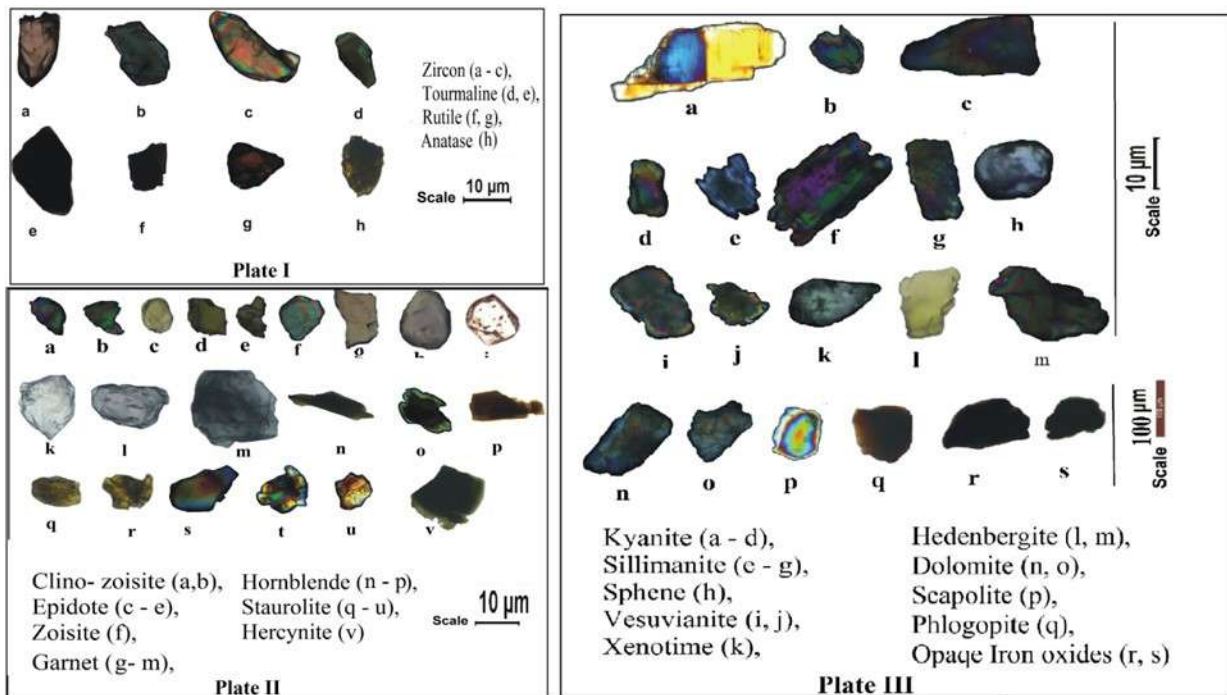 a b c d
Zircon (a - c),
Tourmaline (d, e),
Rutile (f, g),
Anatase (h)
e f g h
Scale 10 µm
Plate I
a b c d e f g
k l m n o p
q r s t u v
Clino- zoisite (a,b),
Epidote (c - e),
Zoisite (f),
Garnet (g- m),
Hornblende (n - p),
Staurolite (q - u),
Hercynite (v)
Scale 10 µm
Plate II
a b c
d e f g h
i j k l m
Scale 10 µm
n o p q r s
Scale 100 µm
Kyanite (a - d),
Sillimanite (e - g),
Sphene (h),
Vesuvianite (i, j),
Xenotime (k),
Hedenbergite (l, m),
Dolomite (n, o),
Scapolite (p),
Phlogopite (q),
Opaqe Iron oxides (r, s)
Plate III